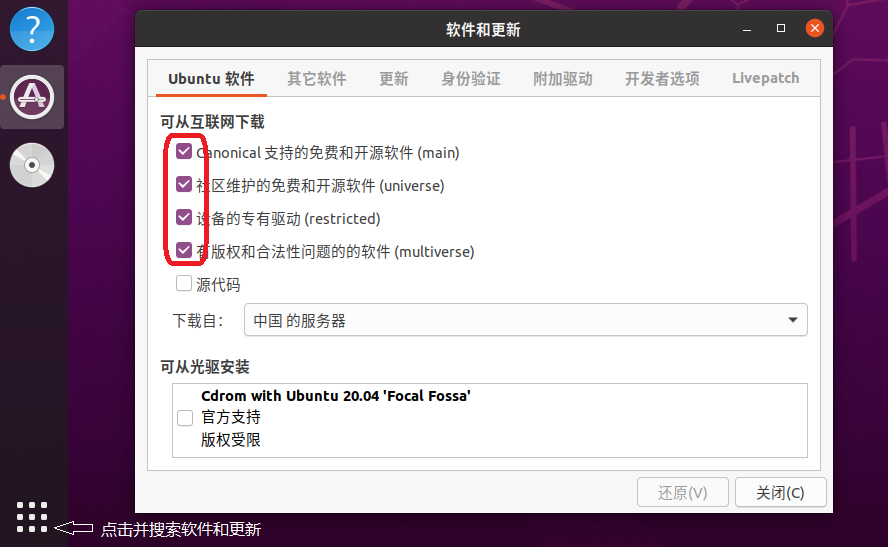 软件和更新
Ubuntu 软件 其它软件 更新 身份验证 附加驱动 开发者选项 Livepatch
可从互联网下载
Canonical 支持的免费和开源软件 (main)
社区维护的免费和开源软件 (universe)
设备的专有驱动 (restricted)
有版权和合法性问题的的软件 (multiverse)
源代码
下载自: 中国 的服务器
可从光驱安装
Cdrom with Ubuntu 20.04 'Focal Fossa'
官方支持
版权受限
还原(V) 关闭(C)
点击并搜索软件和更新